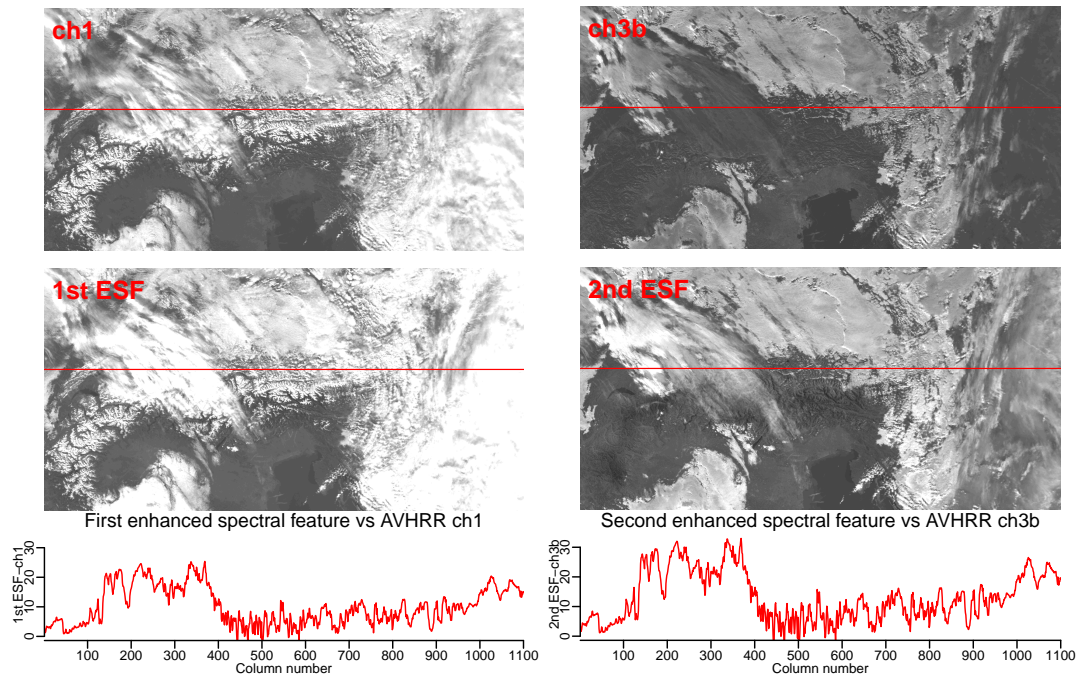 ch1
ch3b
1st ESF
2nd ESF
First enhanced spectral feature vs AVHRR ch1
Second enhanced spectral feature vs AVHRR ch3b
1st ESF−ch1
0 10 20 30
100 200 300 400 500 600 700 800 900 1000 1100
Column number
2nd ESF−ch3b
0 10 20 30
100 200 300 400 500 600 700 800 900 1000 1100
Column number